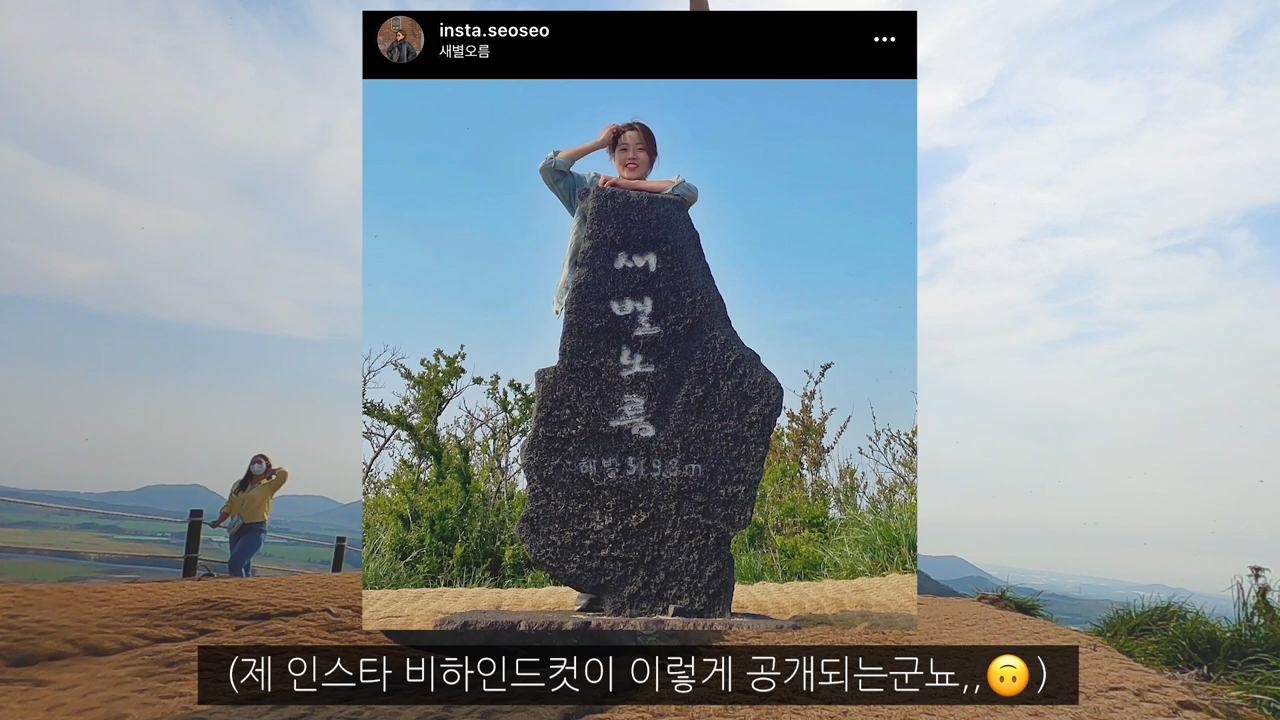 insta.seoseo
새별오름
새
별
오
름
해발 519.3m
(제 인스타 비하인드컷이 이렇게 공개되는군뇨,,🙃)